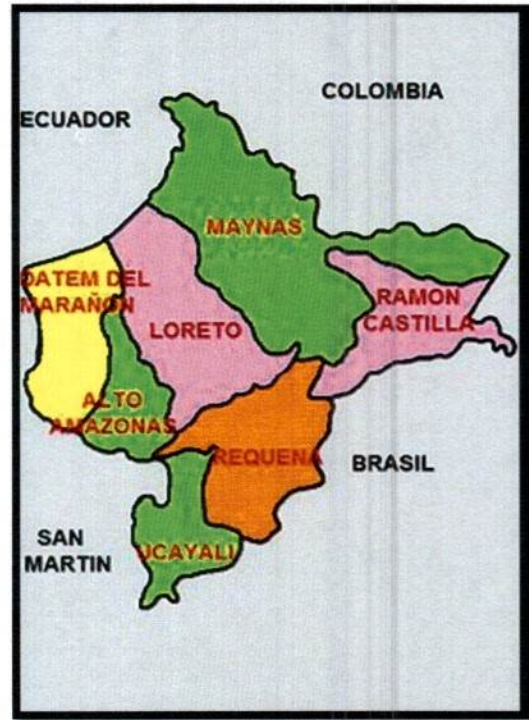 COLOMBIA
ECUADOR
MAYNAS
DATEM DEL
MARAÑON
LORETO
RAMON
CASTILLA
ALTO
AMAZONAS
REQUENA
BRASIL
SAN
MARTIN
UCAYALI